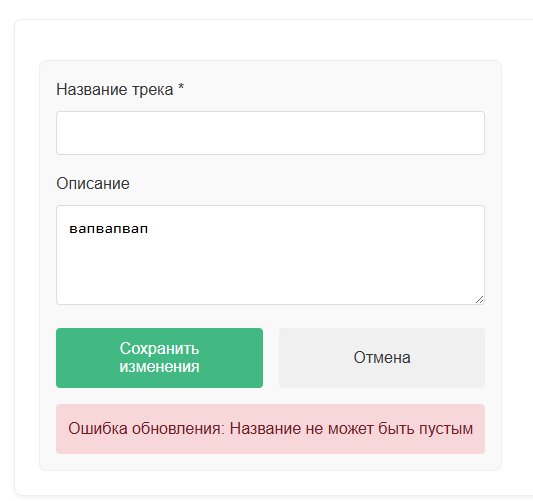 Название трека *
Описание
вапвапвап
Сохранить
изменения
Отмена
Ошибка обновления: Название не может быть пустым